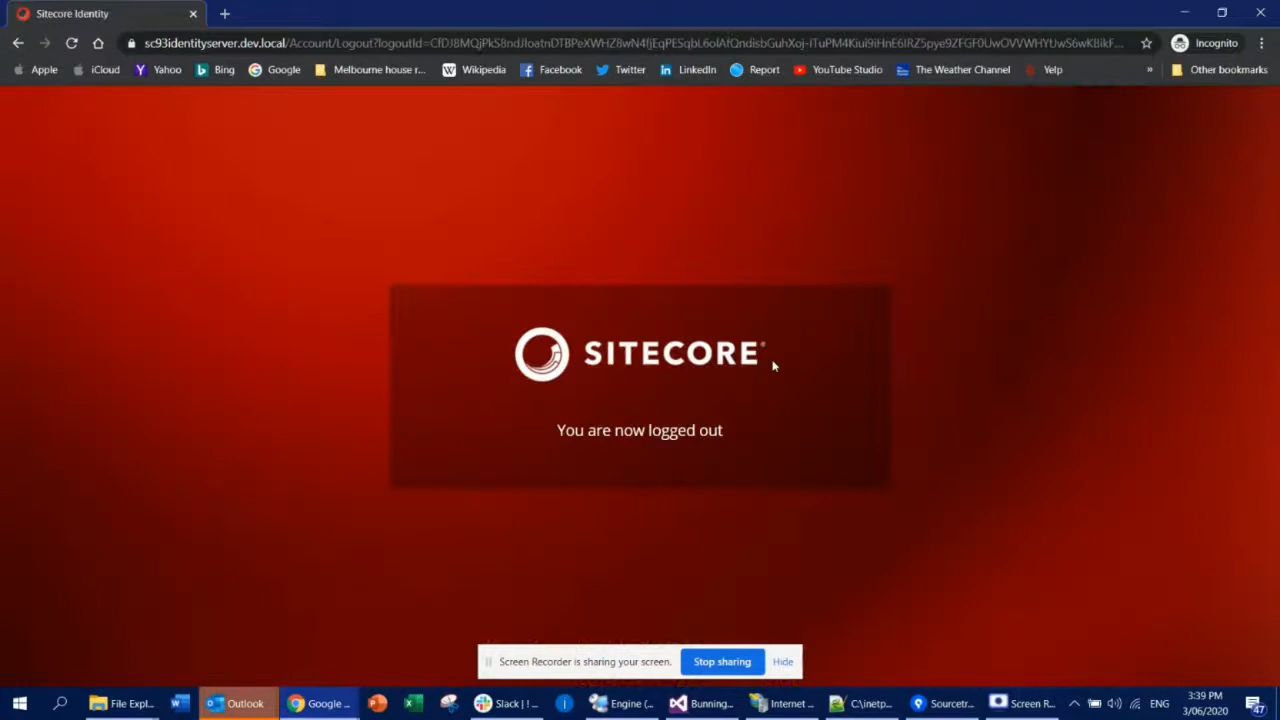 Sitecore Identity
sc93identityserver.dev.local/Account/Logout?logoutId=
Incognito
Apple
iCloud
Yahoo
Bing
Google
Melbourne house r...
Wikipedia
Facebook
Twitter
LinkedIn
Report
YouTube Studio
The Weather Channel
Yelp
»
Other bookmarks
SITECORE®
You are now logged out
Screen Recorder is sharing your screen.
Stop sharing
Hide
File Expl...
Outlook
Google ...
Slack | ! ...
Engine (...
Bunning...
Internet ...
C:\inetp...
Sourcetr...
Screen R...
ENG
3:39 PM
3/06/2020
47